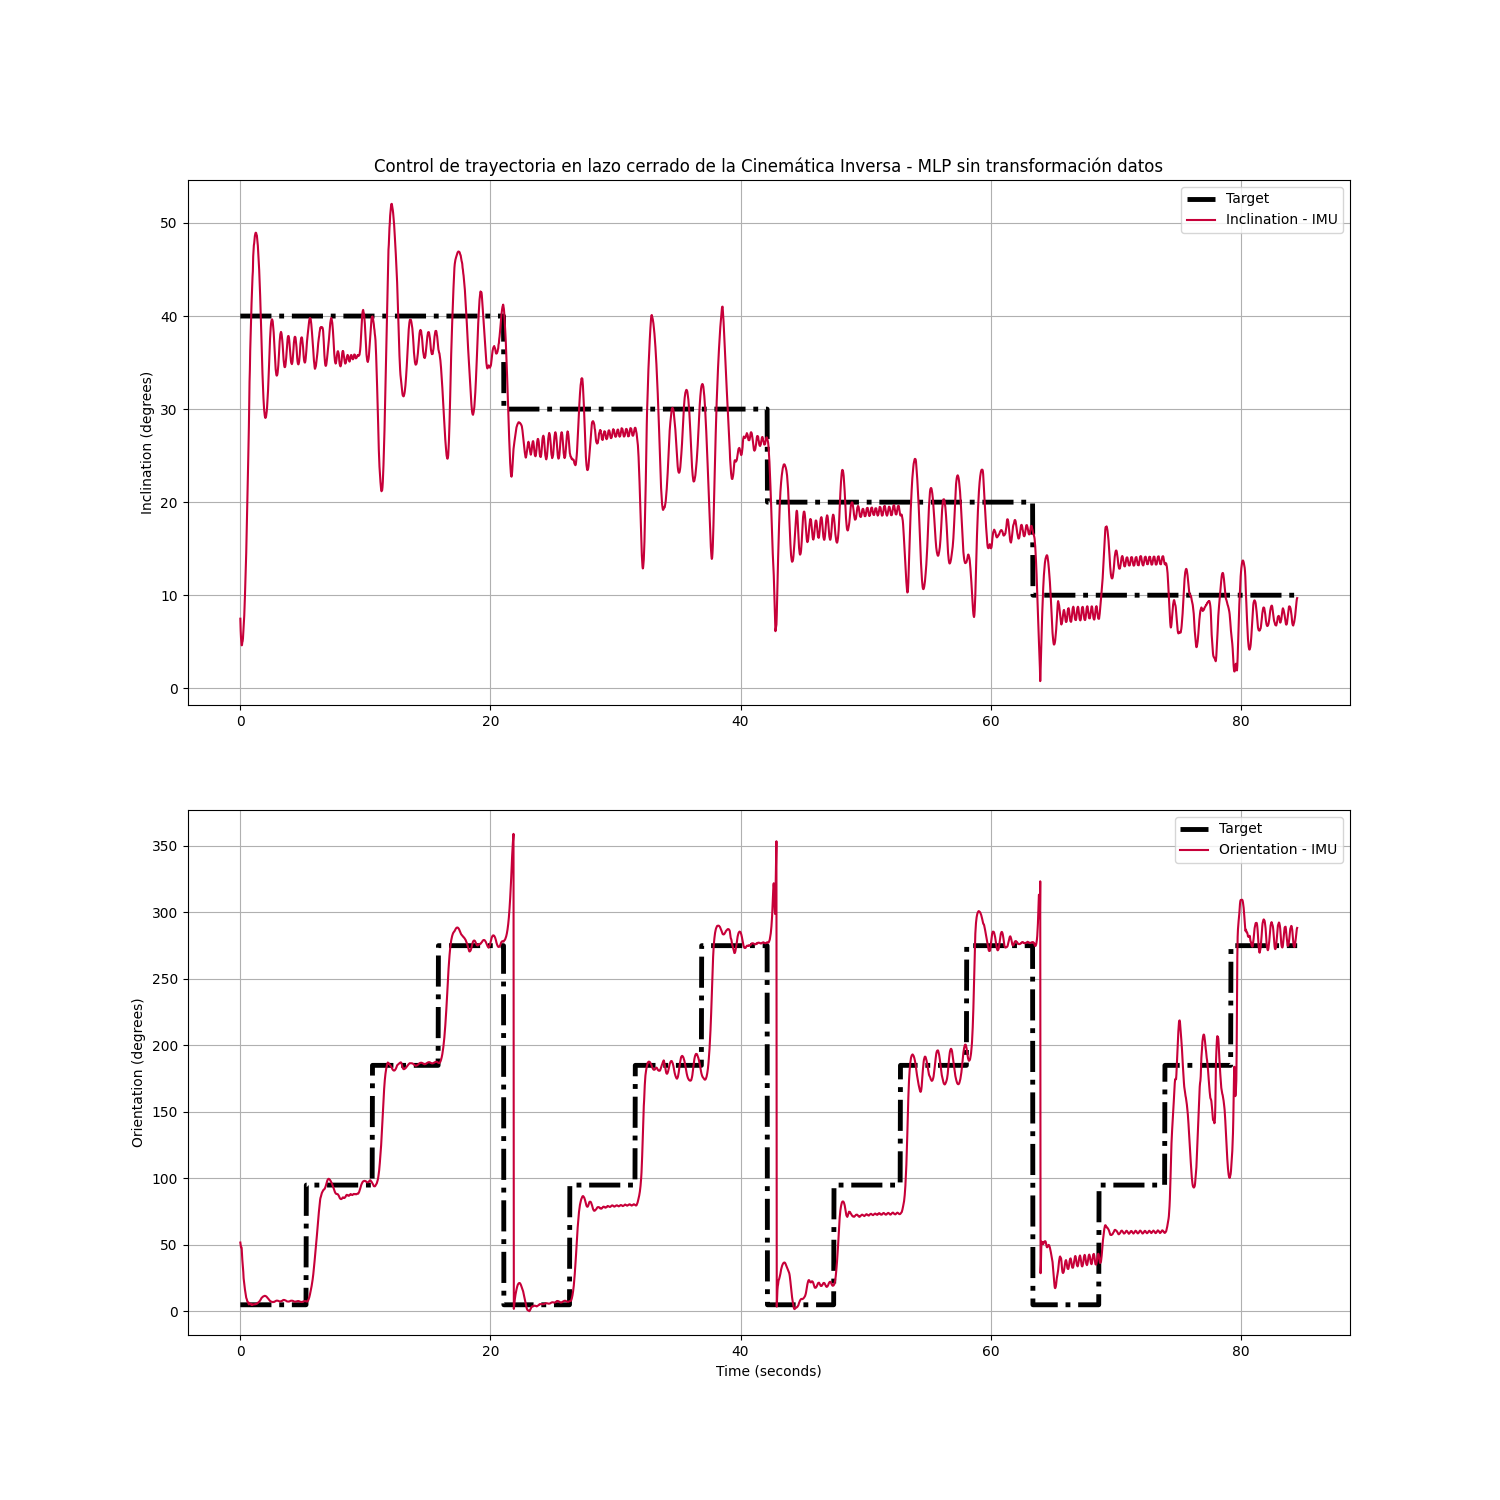 Control de trayectoria en lazo cerrado de la Cinemática Inversa - MLP sin transformación datos
Target
Inclination - IMU
Inclination (degrees)
50
40
30
20
10
0
0 20 40 60 80
Target
Orientation - IMU
Orientation (degrees)
350
300
250
200
150
100
50
0
0 20 40 60 80
Time (seconds)